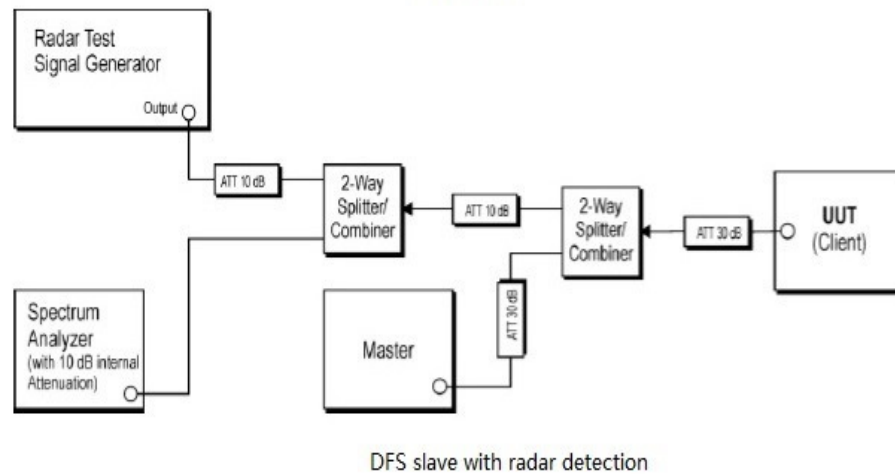 Radar Test
Signal Generator
Output
ATT 10 dB
2-Way
Splitter/
Combiner
ATT 10 dB
2-Way
Splitter/
Combiner
ATT 30 dB
UUT
(Client)
Spectrum
Analyzer
(with 10 dB internal
Attenuation)
Master
ATT 30 dB
DFS slave with radar detection